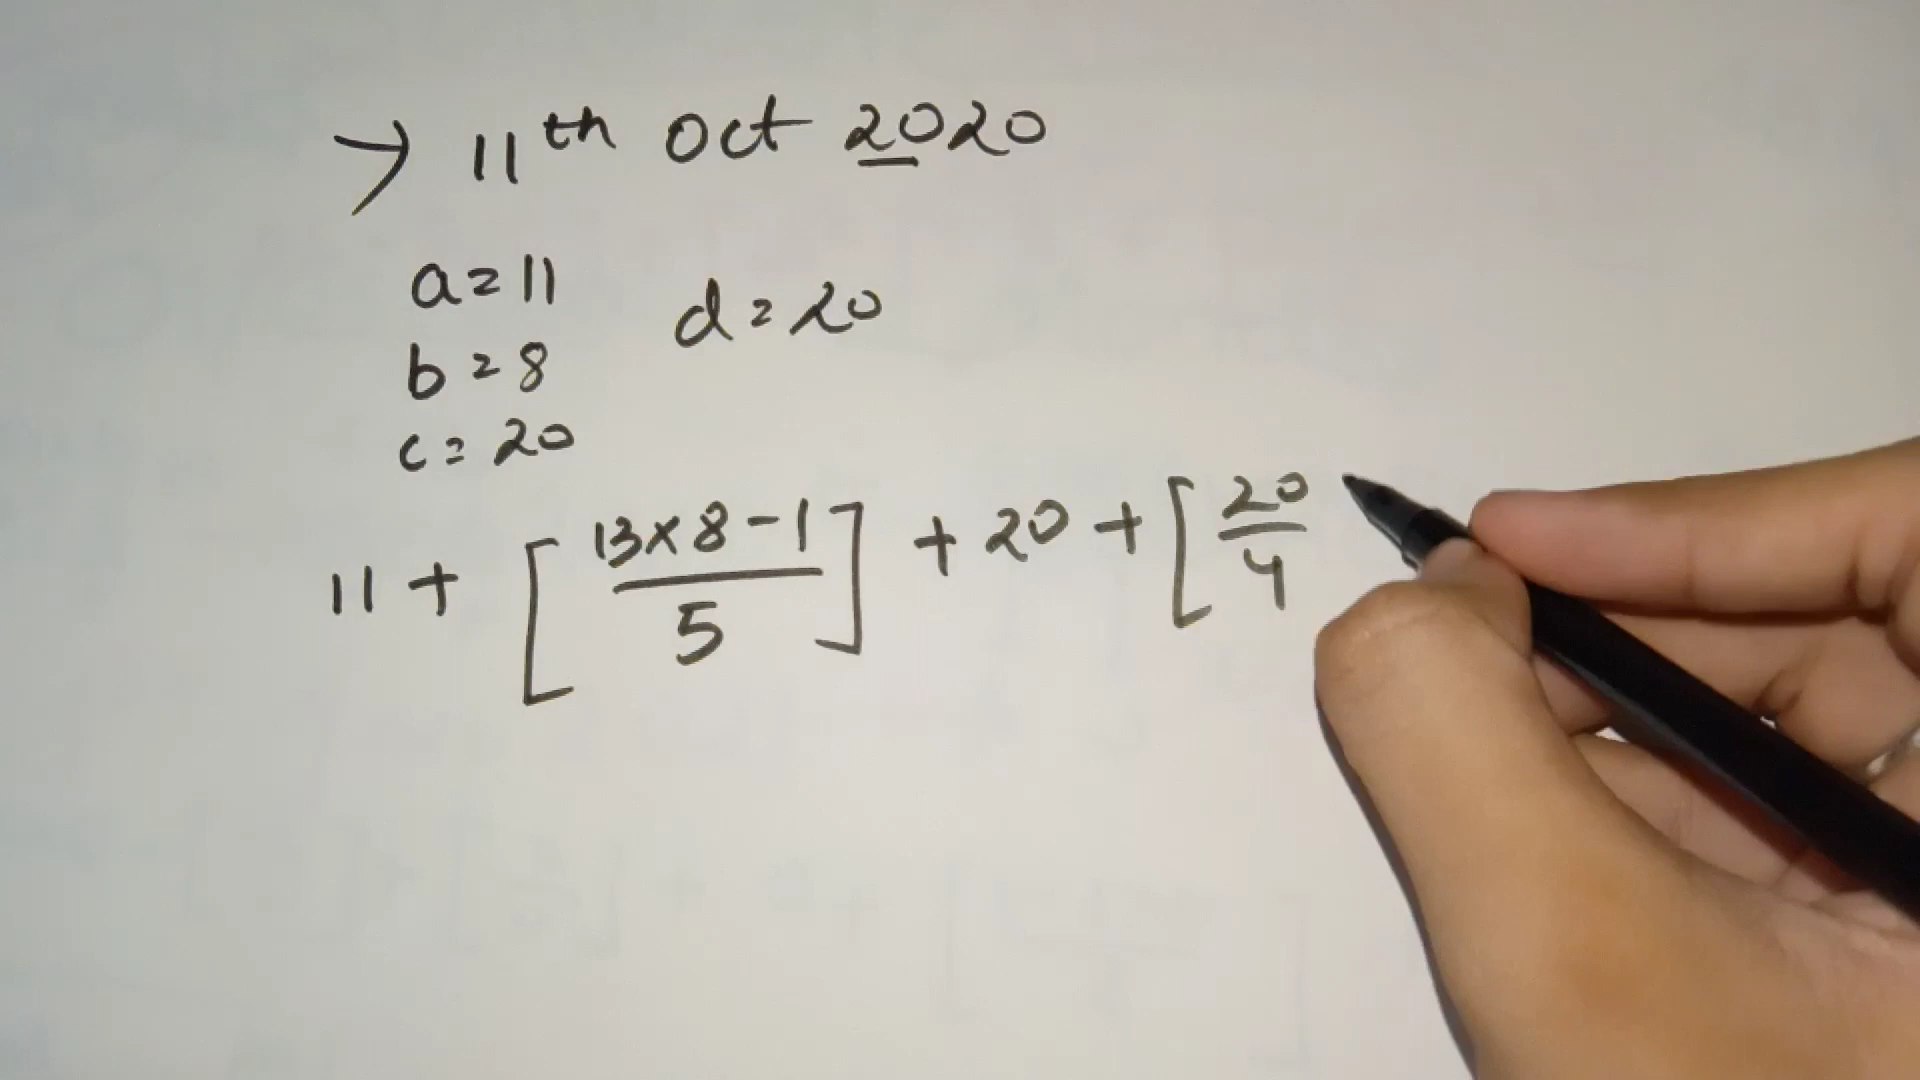 → 11th Oct 2020
a = 11
d = 20
b = 8
c = 20
11 + [ 13 x 8 - 1 / 5 ] + 20 + [ 20 / 4